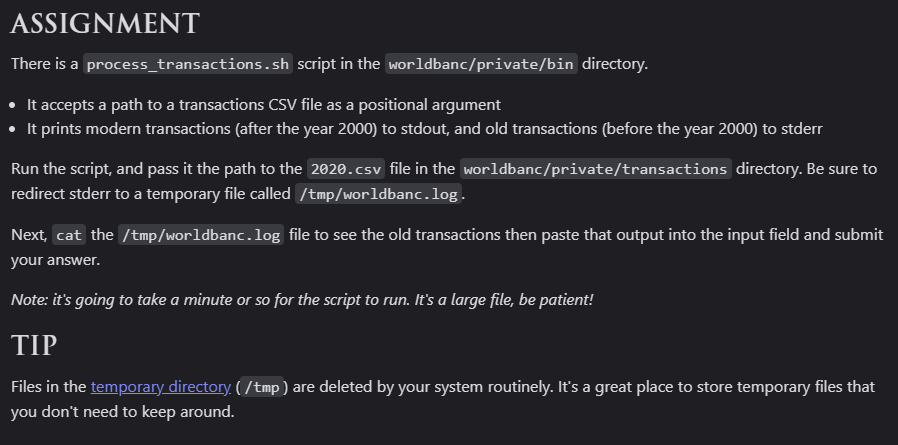 ASSIGNMENT
There is a process_transactions.sh script in the worldbanc/private/bin directory.
• It accepts a path to a transactions CSV file as a positional argument
• It prints modern transactions (after the year 2000) to stdout, and old transactions (before the year 2000) to stderr
Run the script, and pass it the path to the 2020.csv file in the worldbanc/private/transactions directory. Be sure to
redirect stderr to a temporary file called /tmp/worldbanc.log.
Next, cat the /tmp/worldbanc.log file to see the old transactions then paste that output into the input field and submit
your answer.
Note: it's going to take a minute or so for the script to run. It's a large file, be patient!
TIP
Files in the temporary directory (/tmp) are deleted by your system routinely. It's a great place to store temporary files that
you don't need to keep around.